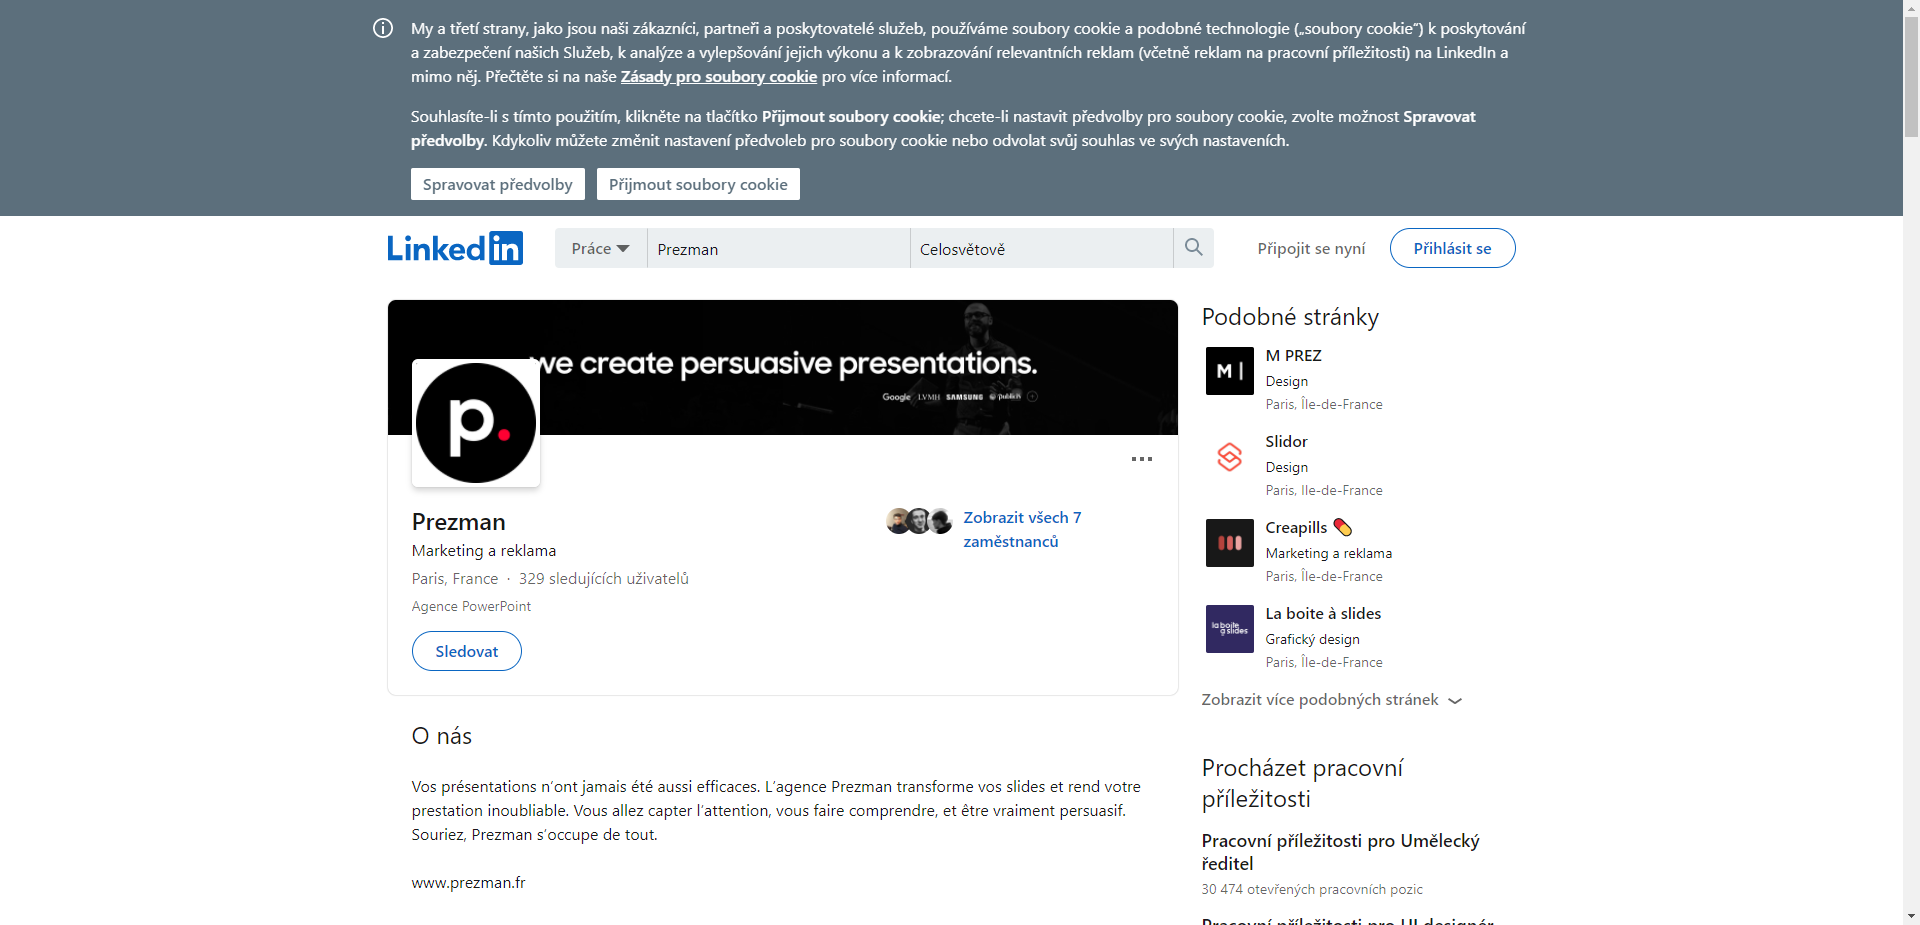 My a třetí strany, jako jsou naši zákazníci, partneři a poskytovatelé služeb, používáme soubory cookie a podobné technologie („soubory cookie“) k poskytování
a zabezpečení našich Služeb, k analýze a vylepšování jejich výkonu a k zobrazování relevantních reklam (včetně reklam na pracovní příležitosti) na LinkedIn a
mimo něj. Přečtěte si na naše Zásady pro soubory cookie pro více informací.
Souhlasíte-li s tímto použitím, klikněte na tlačítko Přijmout soubory cookie; chcete-li nastavit předvolby pro soubory cookie, zvolte možnost Spravovat
předvolby. Kdykoliv můžete změnit nastavení předvoleb pro soubory cookie nebo odvolat svůj souhlas ve svých nastaveních.
Spravovat předvolby Přijmout soubory cookie
Linkedin Práce Prezman Celosvětově Připojit se nyní Přihlásit se
we create persuasive presentations.
Google LVMH SAMSUNG publicis
p.
Prezman
Marketing a reklama
Paris, France · 329 sledujících uživatelů
Agence PowerPoint
Sledovat
Zobrazit všech 7
zaměstnanců
O nás
Vos présentations n’ont jamais été aussi efficaces. L’agence Prezman transforme vos slides et rend votre
prestation inoubliable. Vous allez capter l’attention, vous faire comprendre, et être vraiment persuasif.
Souriez, Prezman s’occupe de tout.
www.prezman.fr
Podobné stránky
M |
M PREZ
Design
Paris, Île-de-France
Slidor
Design
Paris, Ile-de-France
Creapills 💊
Marketing a reklama
Paris, Île-de-France
la boite
a slides
La boite à slides
Grafický design
Paris, Île-de-France
Zobrazit více podobných stránek
Procházet pracovní
příležitosti
Pracovní příležitosti pro Umělecký
ředitel
30 474 otevřených pracovních pozic
Pracovní příležitosti pro UI designér